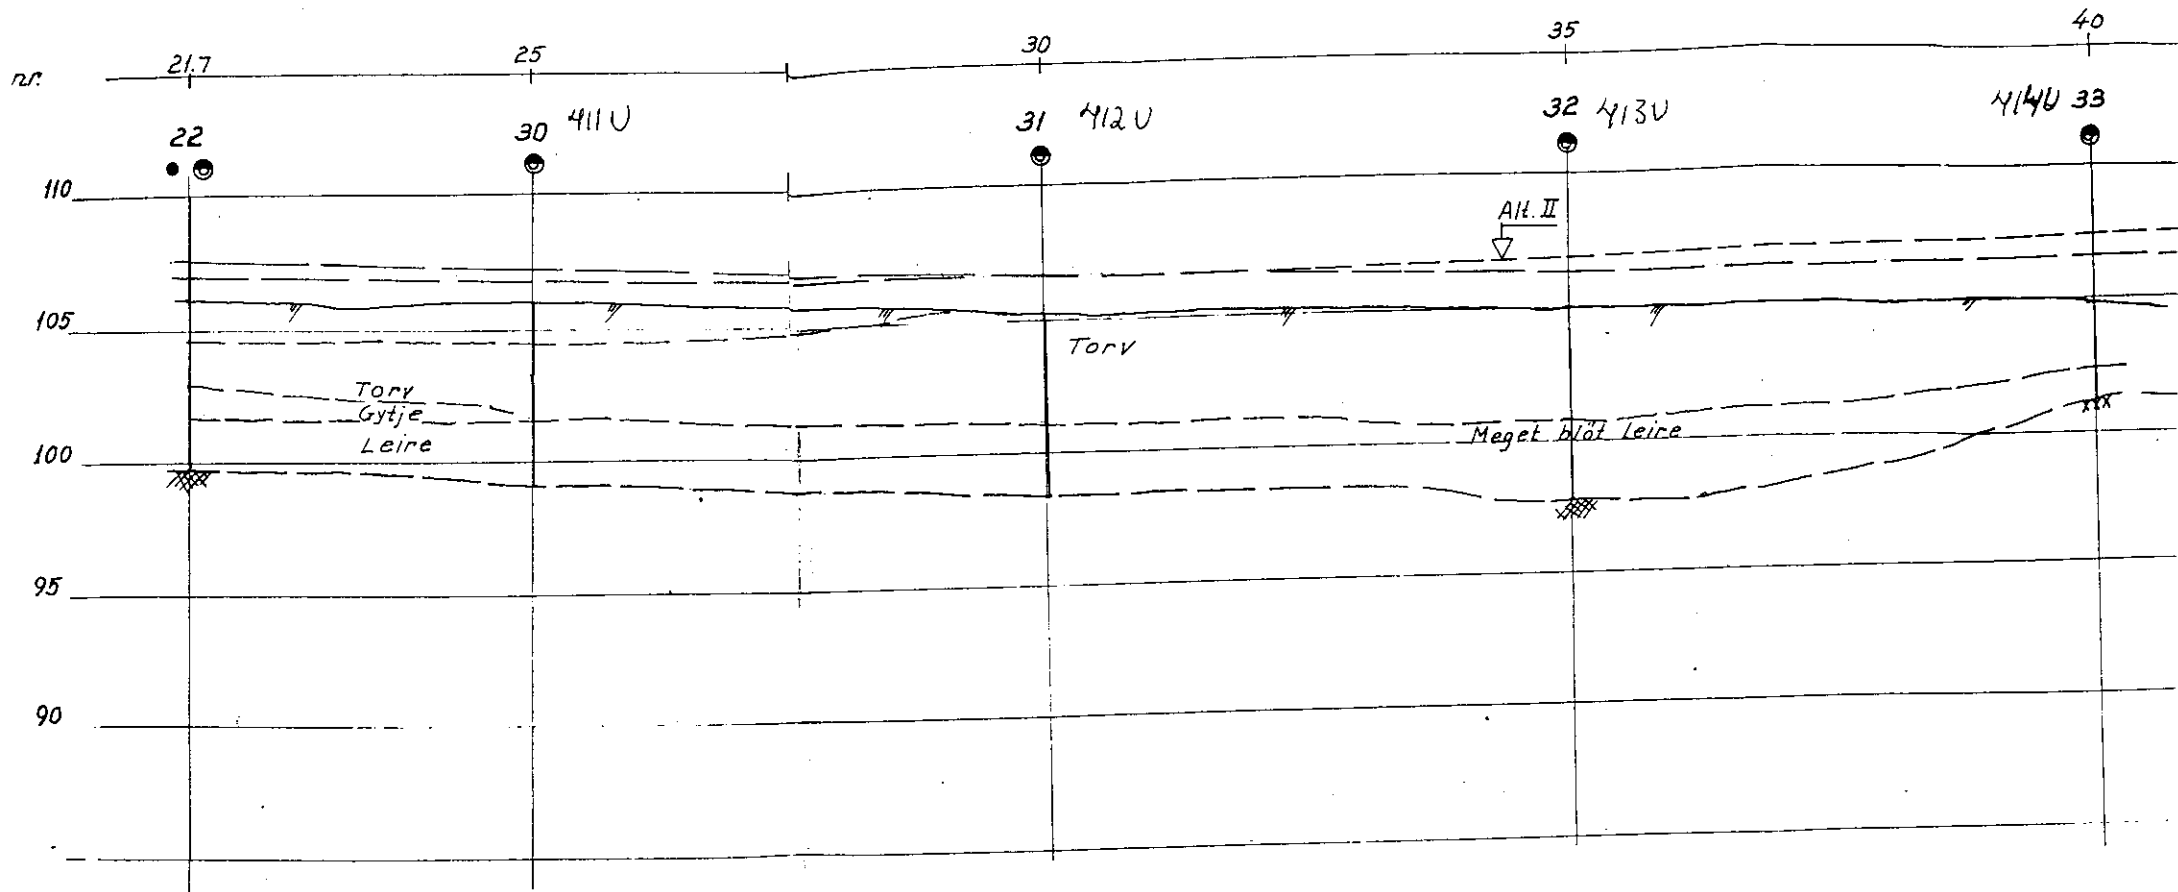 nr. 21.7 25 30 35 40
22 30 411U 31 412U 32 413U 414U 33
110
Alt. II
105
Torv
Torv
Gytje
Leire
Meget blöt leire
100
95
90